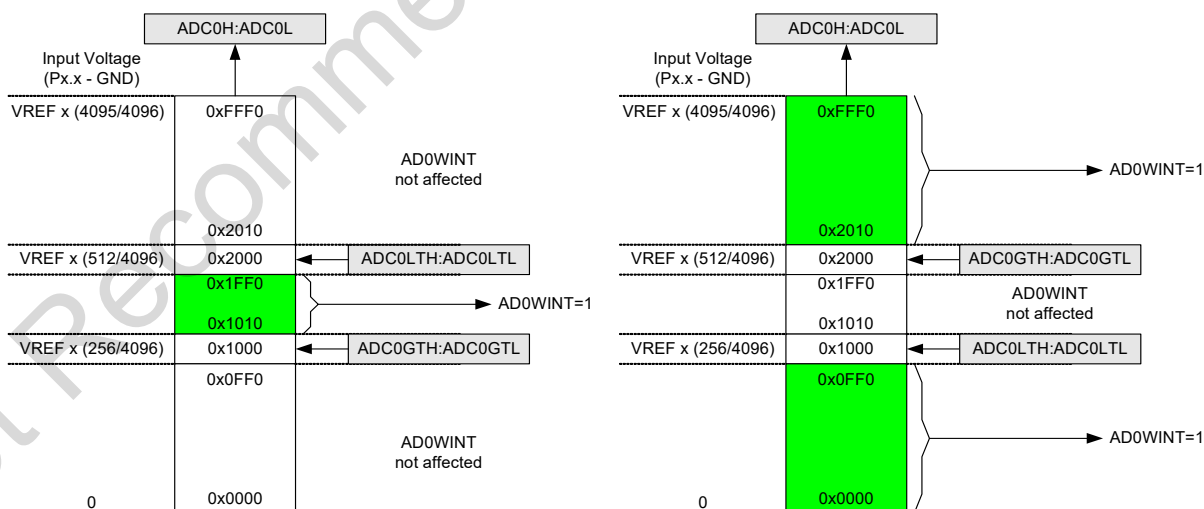 ADC0H:ADC0L
Input Voltage
(Px.x - GND)
VREF x (4095/4096)
0xFFF0
AD0WINT
not affected
0x2010
VREF x (512/4096)
0x2000
ADC0LTH:ADC0LTL
0x1FF0
AD0WINT=1
0x1010
VREF x (256/4096)
0x1000
ADC0GTH:ADC0GTL
0x0FF0
AD0WINT
not affected
0
0x0000
ADC0H:ADC0L
Input Voltage
(Px.x - GND)
VREF x (4095/4096)
0xFFF0
AD0WINT=1
0x2010
VREF x (512/4096)
0x2000
ADC0GTH:ADC0GTL
0x1FF0
AD0WINT
not affected
0x1010
VREF x (256/4096)
0x1000
ADC0LTH:ADC0LTL
0x0FF0
AD0WINT=1
0
0x0000
Recomme